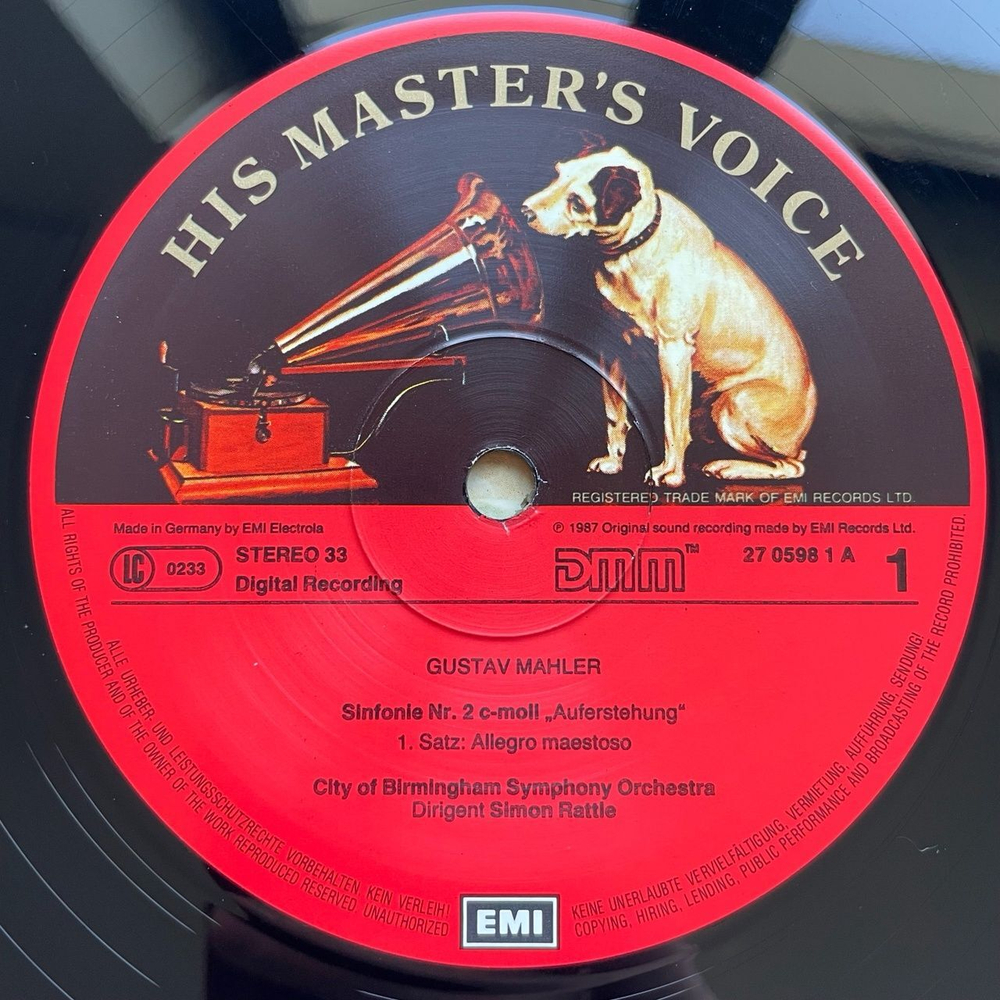 HIS MASTER'S VOICE
REGISTERED TRADE MARK OF EMI RECORDS LTD.
Made in Germany by EMI Electrola
℗ 1987 Original sound recording made by EMI Records Ltd.
LC 0233
STEREO 33
Digital Recording
DMM™
27 0598 1 A
1
GUSTAV MAHLER
Sinfonie Nr. 2 c-moll „Auferstehung“
1. Satz: Allegro maestoso
City of Birmingham Symphony Orchestra
Dirigent Simon Rattle
ALLE URHEBER- UND LEISTUNGSSCHUTZRECHTE VORBEHALTEN. KEIN VERLEIH!
KEINE UNERLAUBTE VERVIELFÄLTIGUNG, VERMIETUNG, AUFFÜHRUNG, SENDUNG!
ALL RIGHTS OF THE PRODUCER AND OF THE OWNER OF THE WORK REPRODUCED RESERVED. UNAUTHORIZED
COPYING, HIRING, LENDING, PUBLIC PERFORMANCE AND BROADCASTING OF THE RECORD PROHIBITED.
EMI